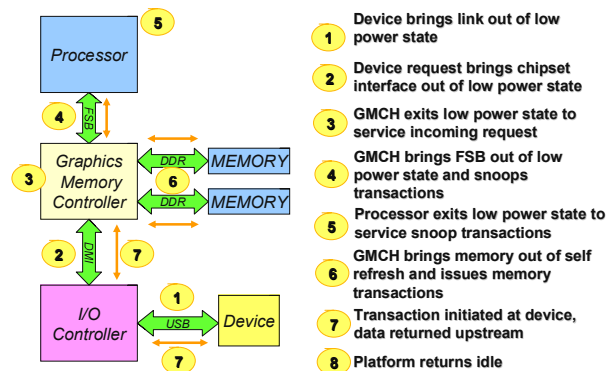 Processor
5
4
FSB
Graphics
Memory
Controller
3
DDR
MEMORY
6
DDR
MEMORY
2
DMI
7
I/O
Controller
1
USB
Device
7
1 Device brings link out of low
power state
2 Device request brings chipset
interface out of low power state
3 GMCH exits low power state to
service incoming request
4 GMCH brings FSB out of low
power state and snoops
transactions
5 Processor exits low power state to
service snoop transactions
6 GMCH brings memory out of self
refresh and issues memory
transactions
7 Transaction initiated at device,
data returned upstream
8 Platform returns idle